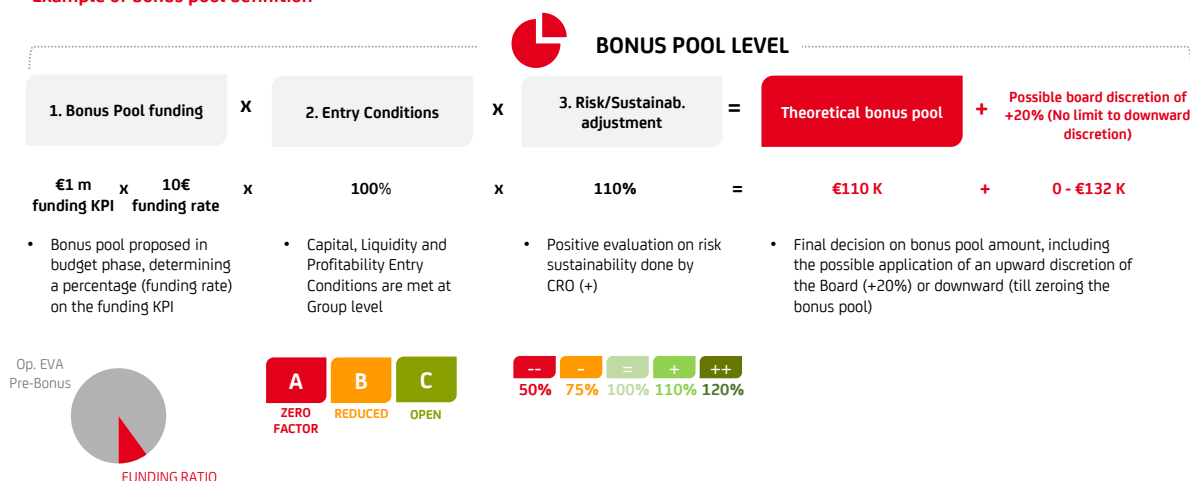 Example of bonus pool definition
BONUS POOL LEVEL
1. Bonus Pool funding
x
2. Entry Conditions
x
3. Risk/Sustainab.
adjustment
=
Theoretical bonus pool
+
Possible board discretion of
+20% (No limit to downward
discretion)
€1 m
funding KPI
x
10€
funding rate
x
100%
x
110%
=
€110 K
+
0 - €132 K
• Bonus pool proposed in
budget phase, determining
a percentage (funding rate)
on the funding KPI
• Capital, Liquidity and
Profitability Entry
Conditions are met at
Group level
• Positive evaluation on risk
sustainability done by
CRO (+)
• Final decision on bonus pool amount, including
the possible application of an upward discretion of
the Board (+20%) or downward (till zeroing the
bonus pool)
Op. EVA
Pre-Bonus
FUNDING RATIO
A
B
C
ZERO
FACTOR
REDUCED
OPEN
-- - = + ++
50% 75% 100% 110% 120%